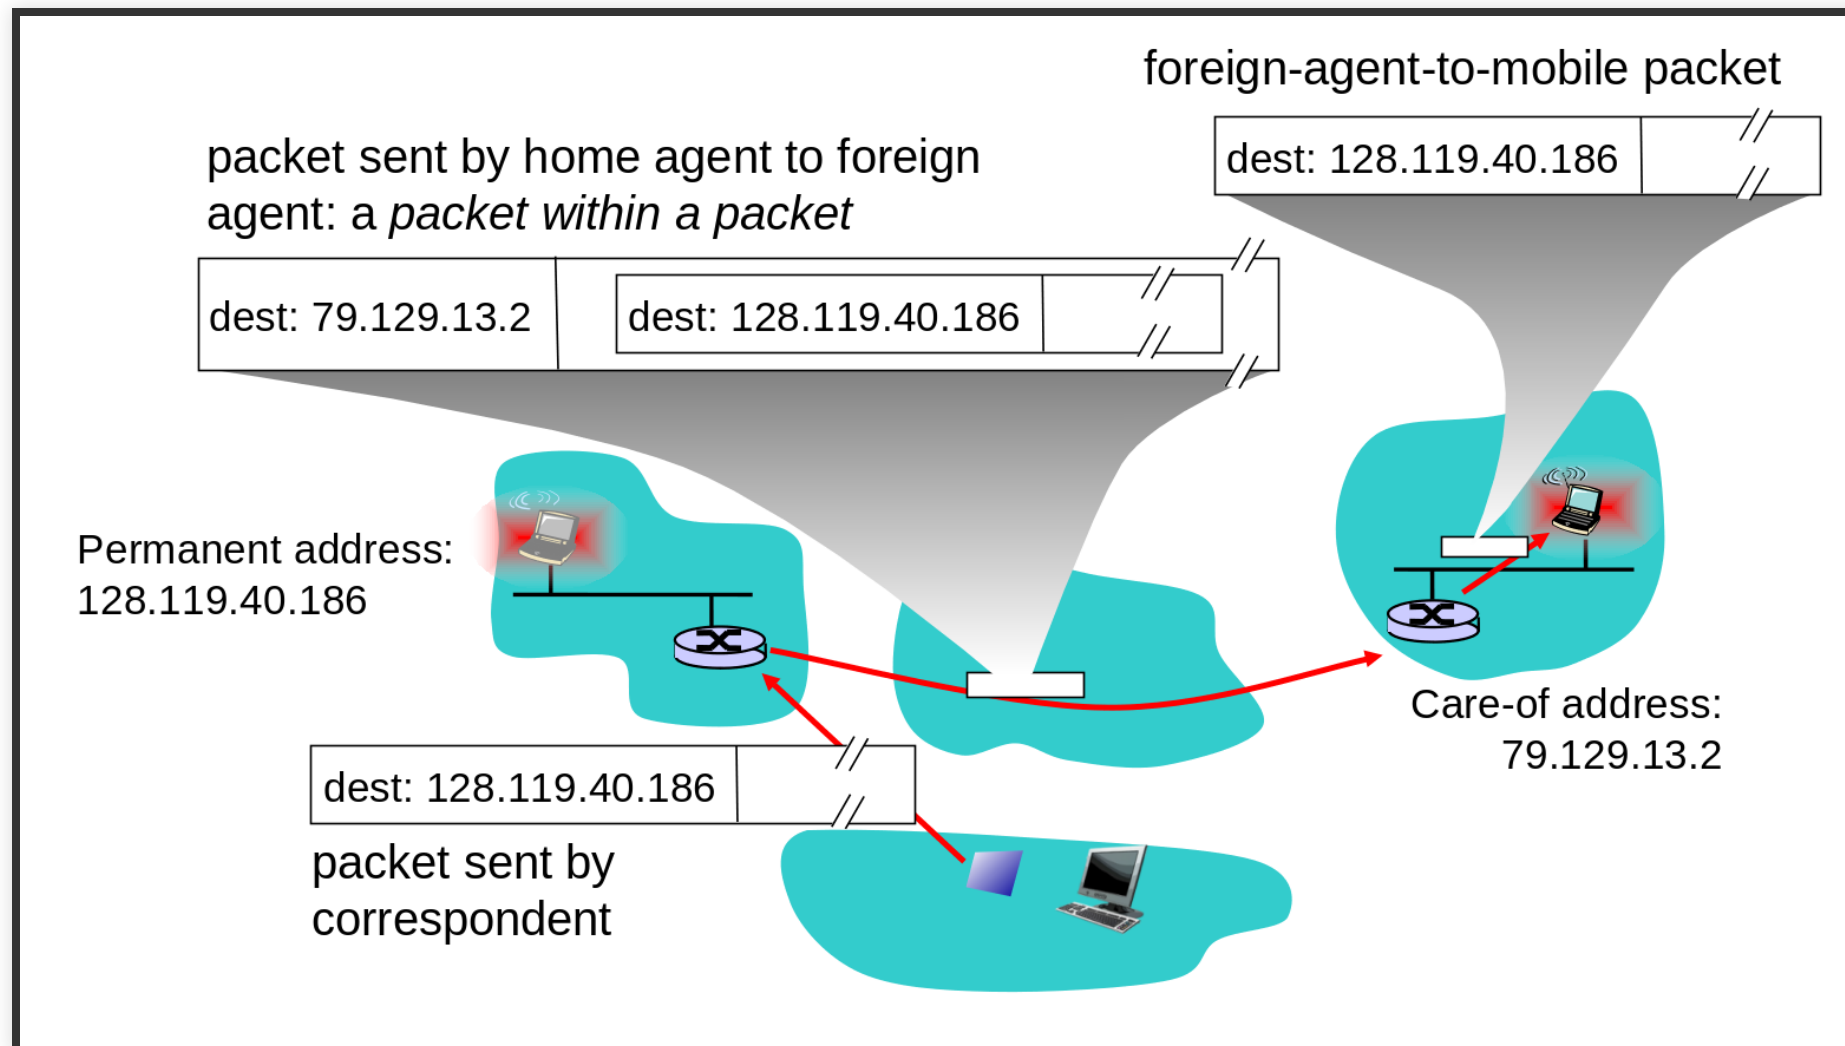 foreign-agent-to-mobile packet
dest: 128.119.40.186
packet sent by home agent to foreign
agent: a packet within a packet
dest: 79.129.13.2
dest: 128.119.40.186
Permanent address:
128.119.40.186
Care-of address:
79.129.13.2
dest: 128.119.40.186
packet sent by
correspondent